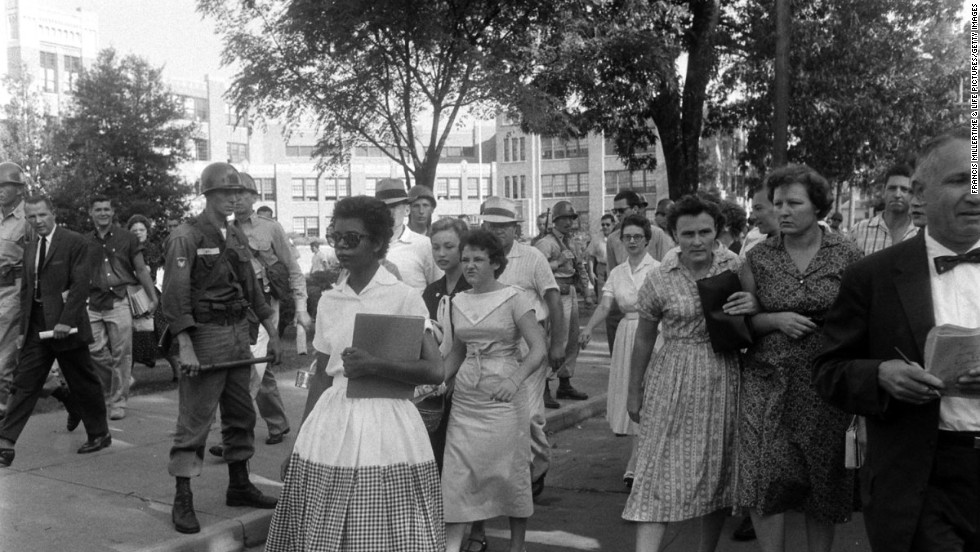 FRANCIS MILLER/TIME & LIFE PICTURES/GETTY IMAGES